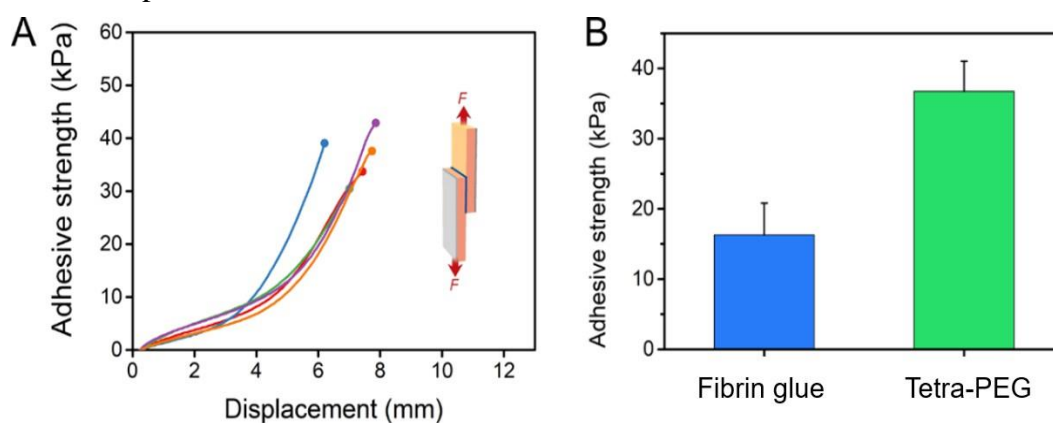 A
Adhesive strength (kPa)
60
50
40
30
20
10
0
0 2 4 6 8 10 12
Displacement (mm)
F
F
B
Adhesive strength (kPa)
40
30
20
10
0
Fibrin glue Tetra-PEG